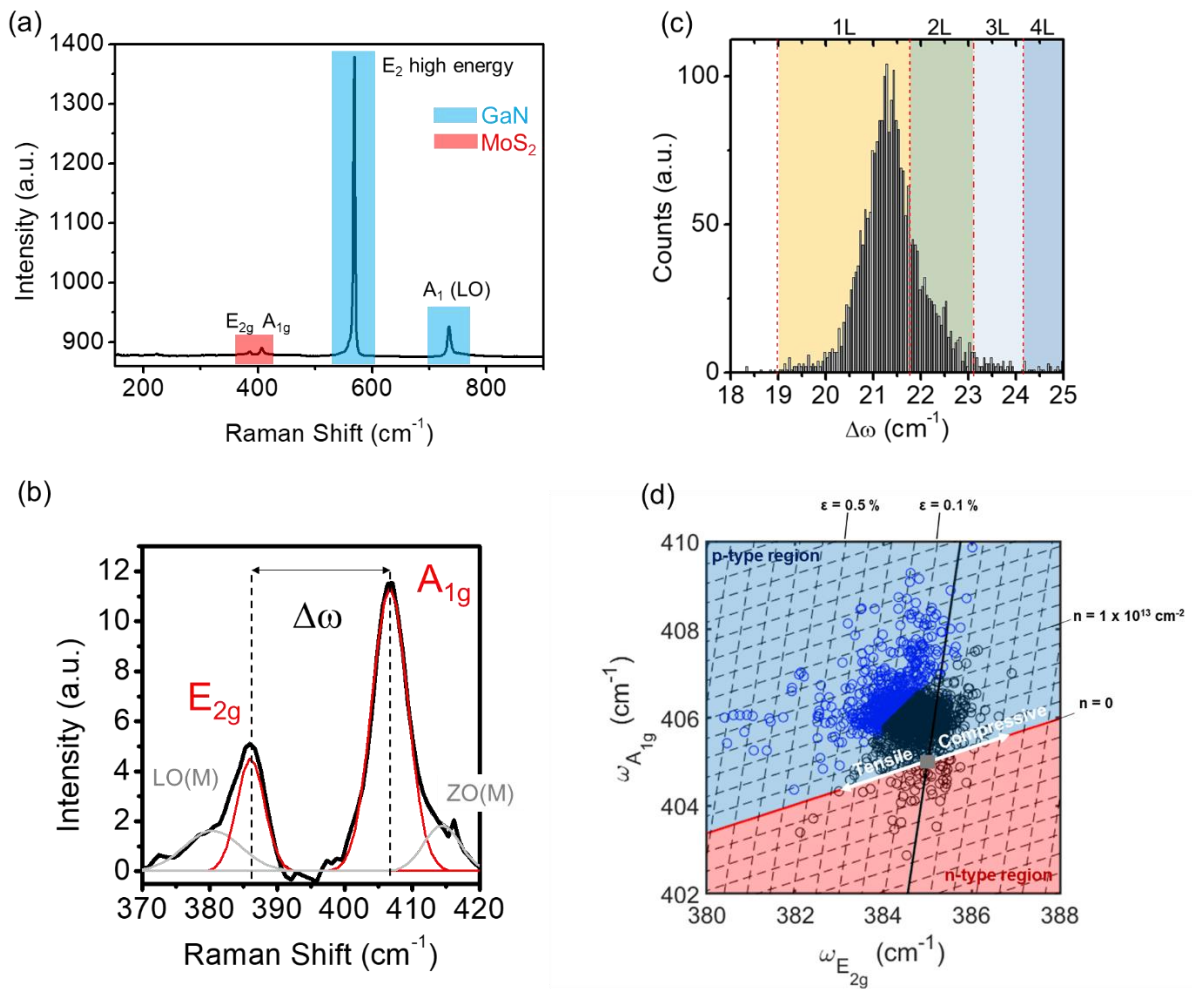 (a)
1400
1300
1200
1100
1000
900
Intensity (a.u.)
E2 high energy
GaN
MoS2
E2g A1g
A1 (LO)
200 400 600 800
Raman Shift (cm-1)
(b)
12
10
8
6
4
2
0
Intensity (a.u.)
E2g
A1g
Δω
LO(M)
ZO(M)
370 380 390 400 410 420
Raman Shift (cm-1)
(c)
1L 2L 3L 4L
100
50
0
Counts (a.u.)
18 19 20 21 22 23 24 25
Δω (cm-1)
(d)
ε = 0.5 % ε = 0.1 %
410
408
406
404
402
ωA1g (cm-1)
p-type region
n = 1 x 10^13 cm-2
n = 0
Tensile
Compressive
n-type region
380 382 384 386 388
ωE2g (cm-1)